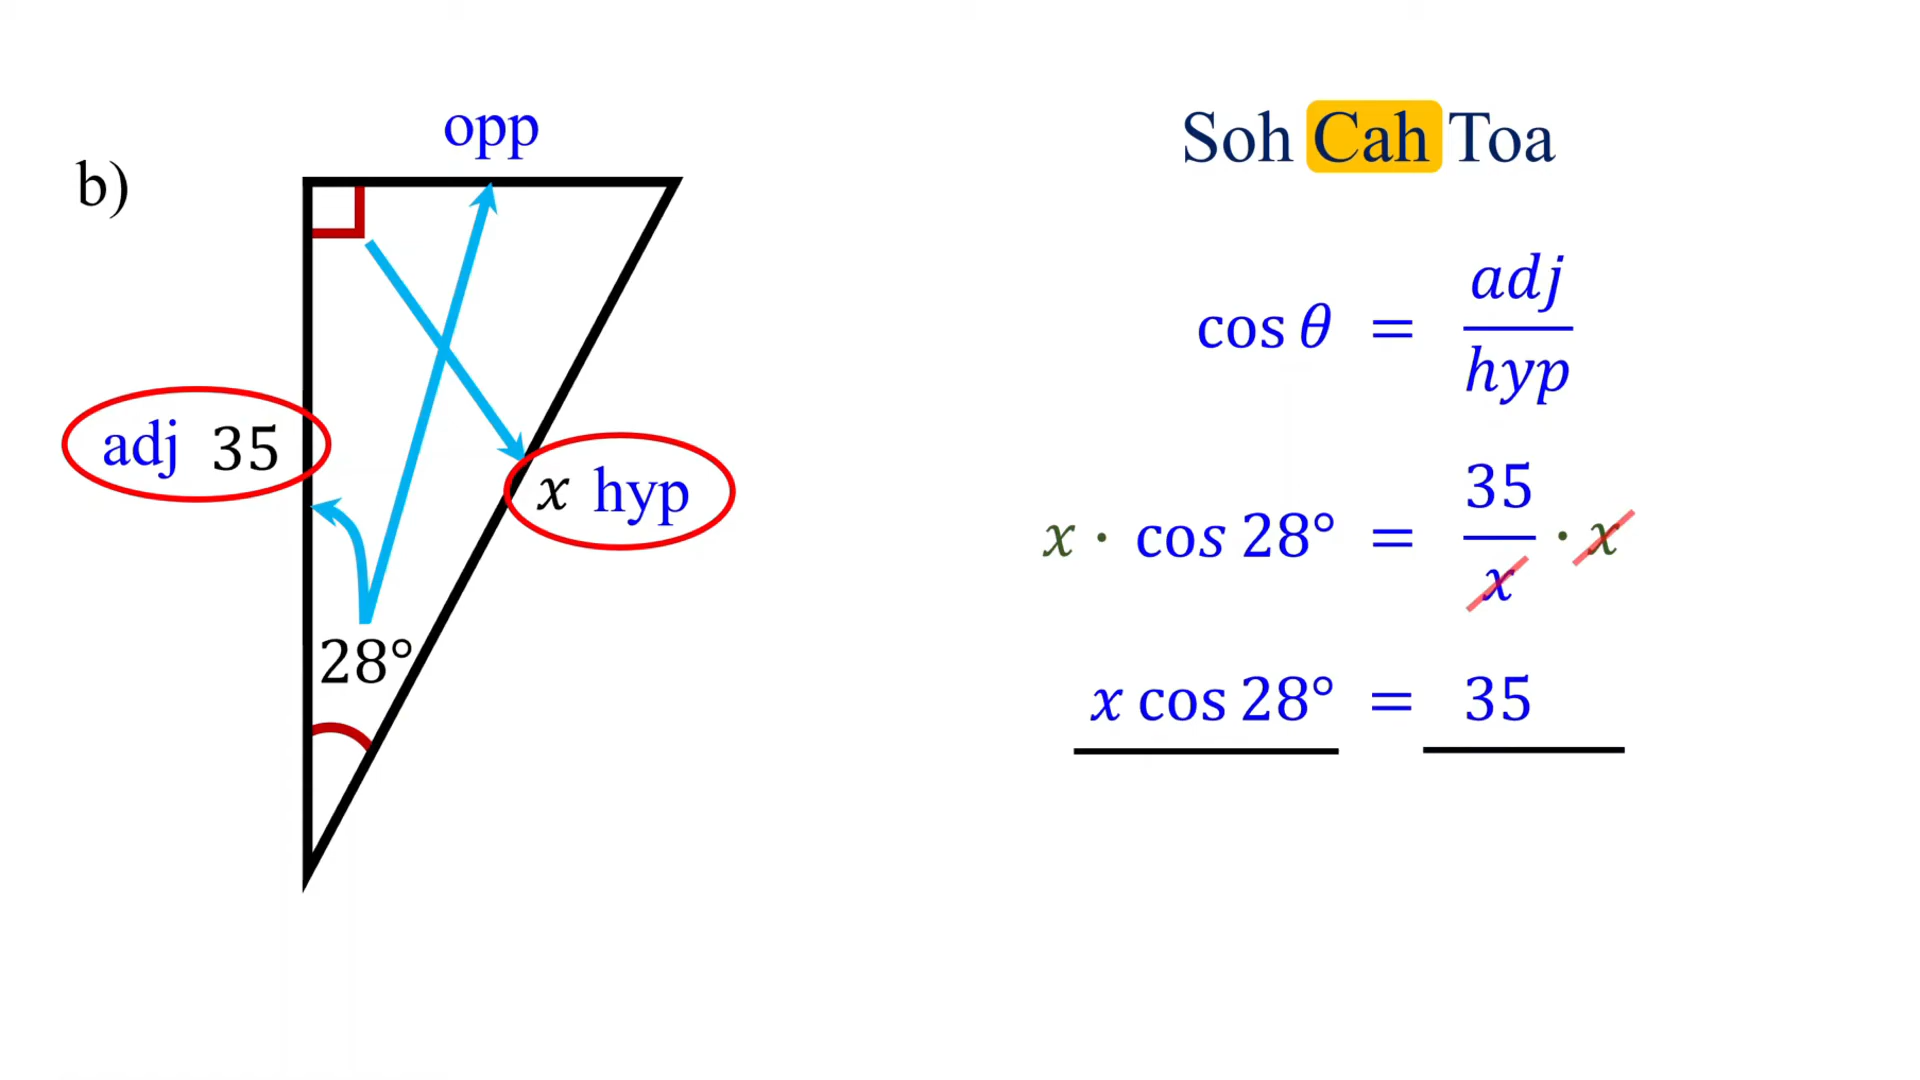 b)
opp
adj 35
x hyp
28°
Soh Cah Toa
cos θ = adj/hyp
x · cos 28° = 35/x · x
x cos 28° = 35